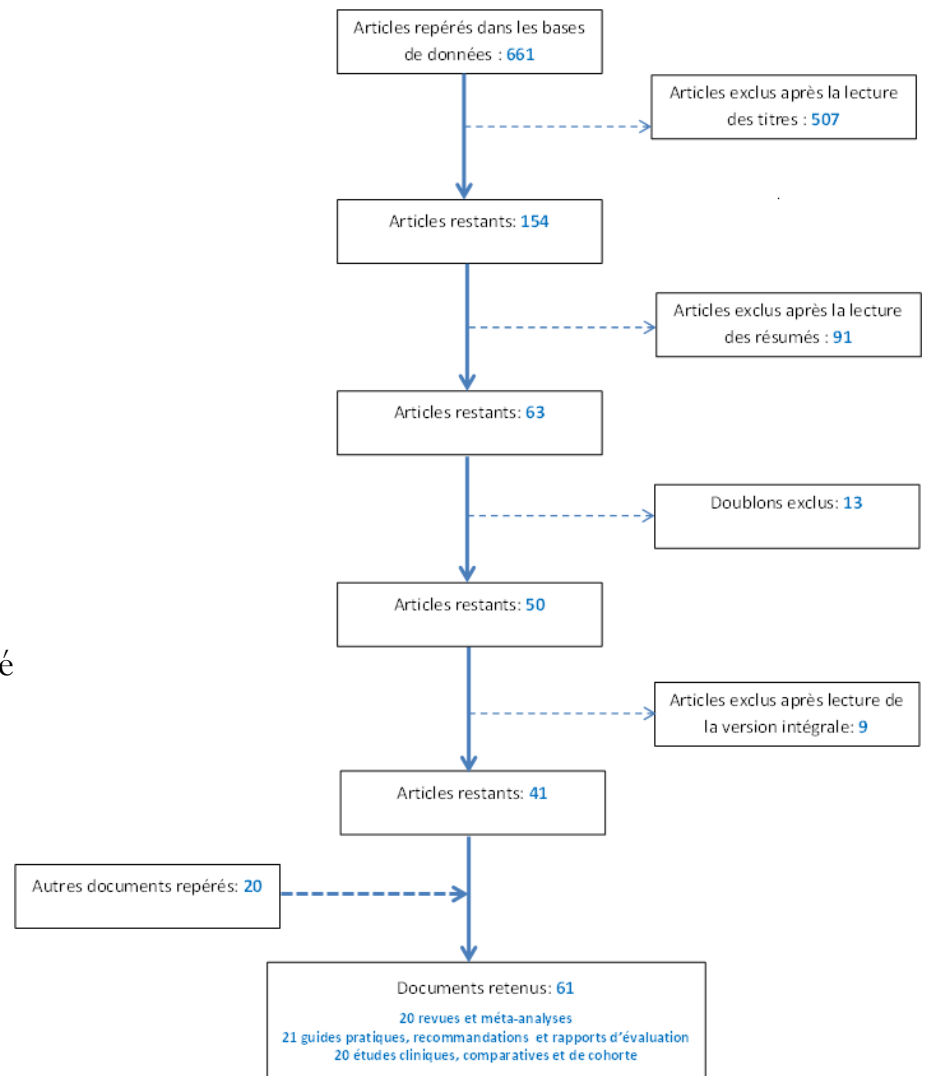 Articles repérés dans les bases
de données : 661
Articles exclus après la lecture
des titres : 507
.
Articles restants: 154
Articles exclus après la lecture
des résumés : 91
Articles restants: 63
Doublons exclus: 13
Articles restants: 50
é
Articles exclus après lecture de
la version intégrale: 9
Articles restants: 41
Autres documents repérés: 20
Documents retenus: 61
20 revues et méta-analyses
21 guides pratiques, recommandations et rapports d'évaluation
20 études cliniques, comparatives et de cohorte